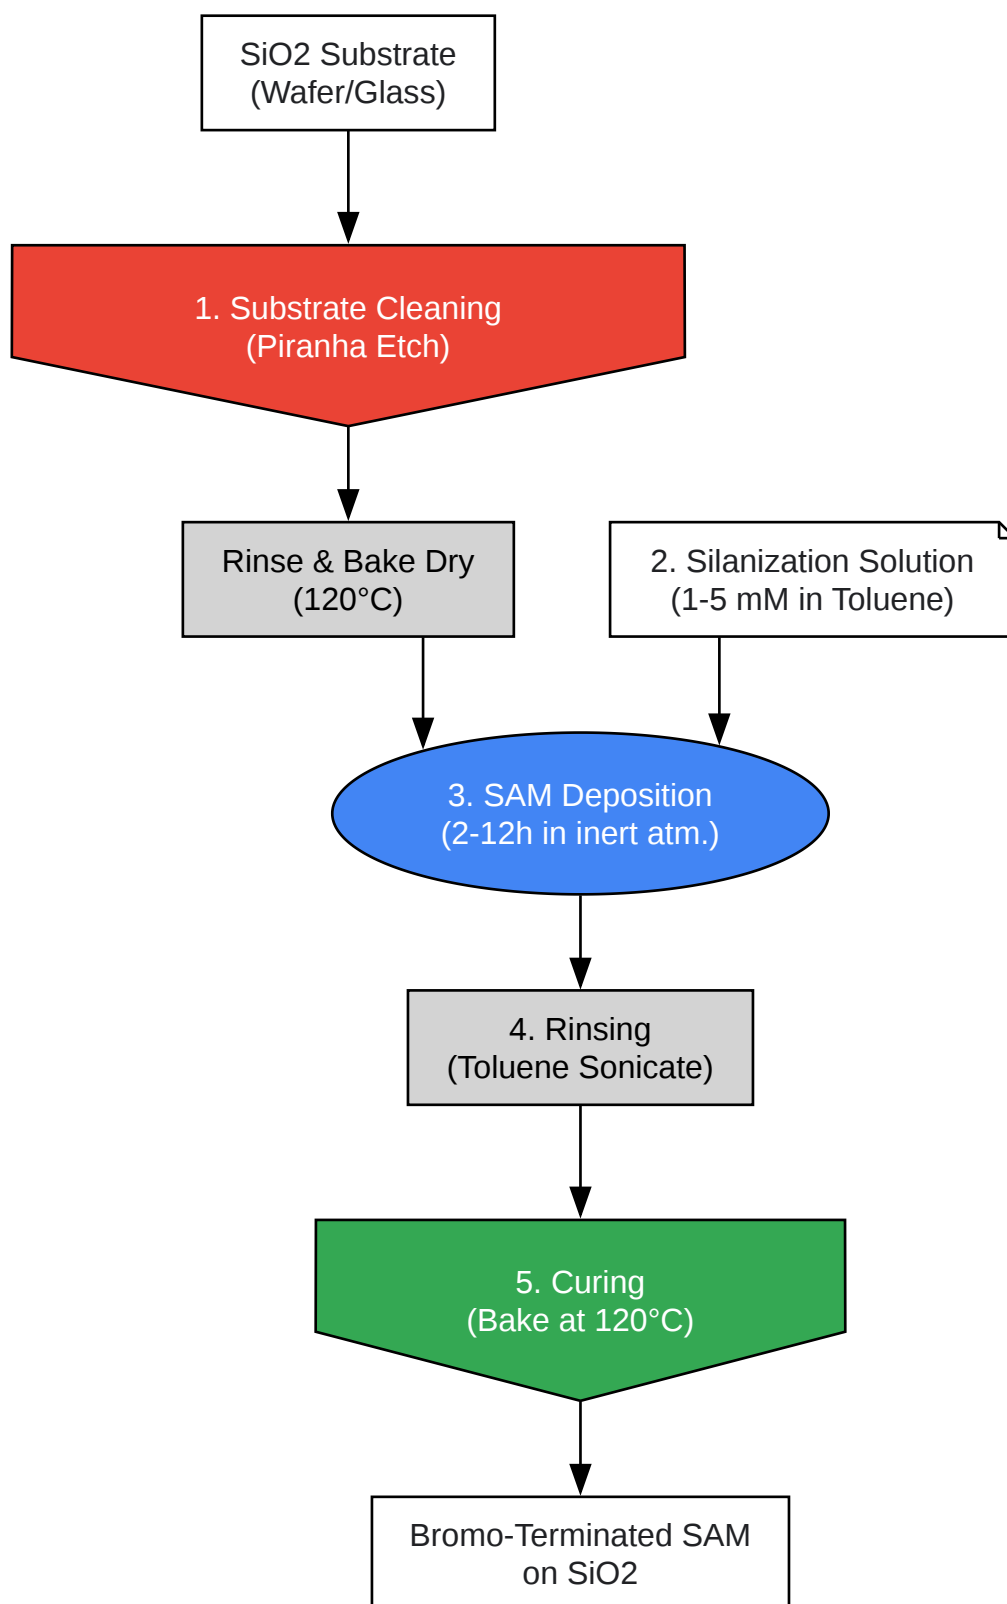 SiO2 Substrate
(Wafer/Glass)
1. Substrate Cleaning
(Piranha Etch)
Rinse & Bake Dry
(120°C)
2. Silanization Solution
(1-5 mM in Toluene)
3. SAM Deposition
(2-12h in inert atm.)
4. Rinsing
(Toluene Sonicate)
5. Curing
(Bake at 120°C)
Bromo-Terminated SAM
on SiO2